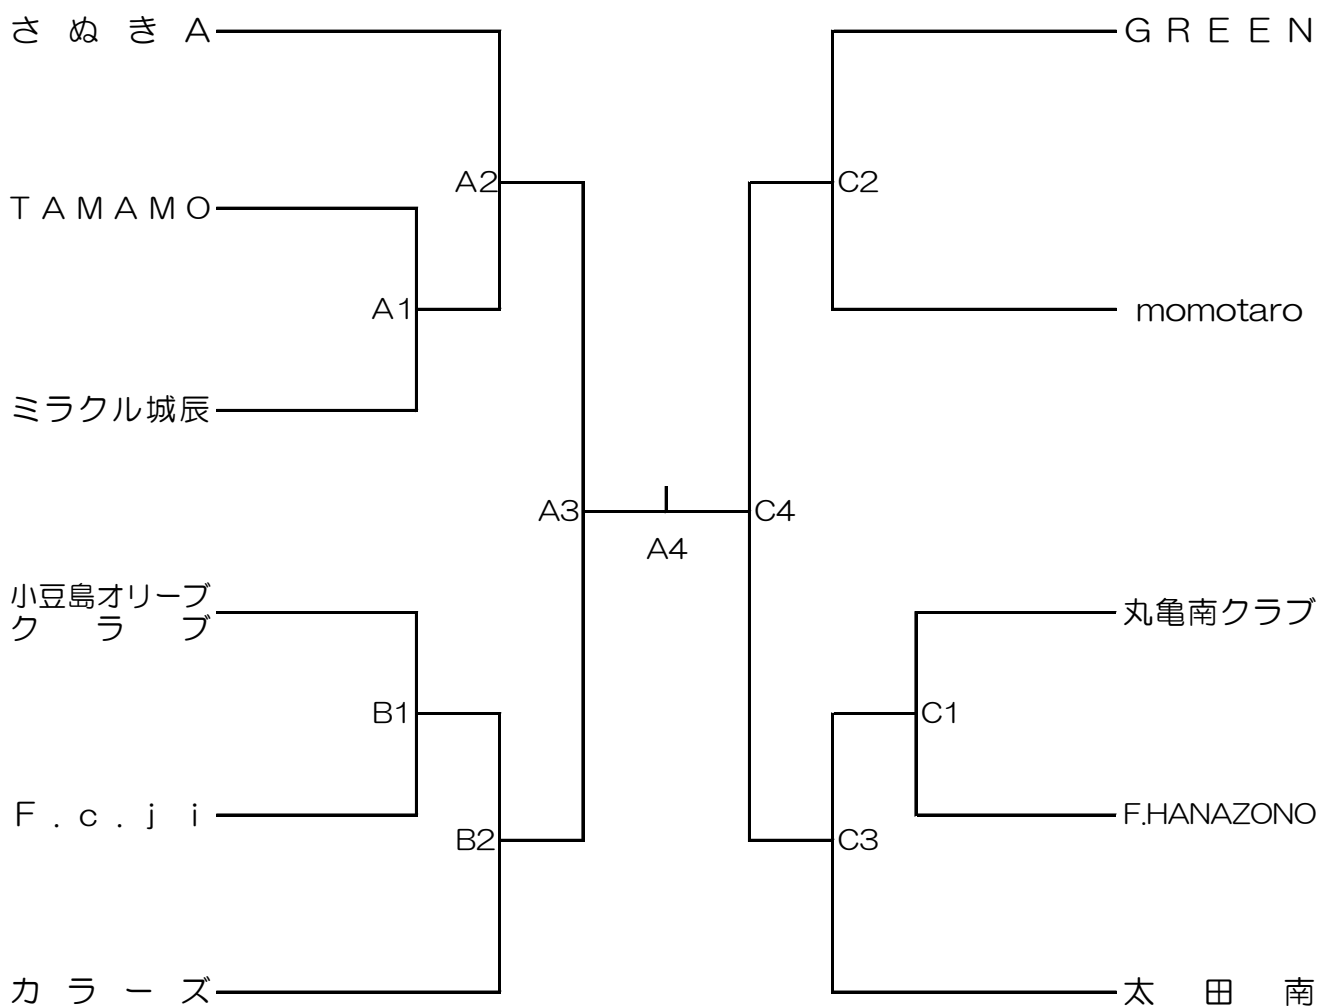 さぬきA
GREEN
A2
C2
TAMAMO
A1
momotaro
ミラクル城辰
A3
C4
A4
小豆島オリーブ
クラブ
丸亀南クラブ
B1
C1
F.c.ji
F.HANAZONO
B2
C3
カラーズ
太田南